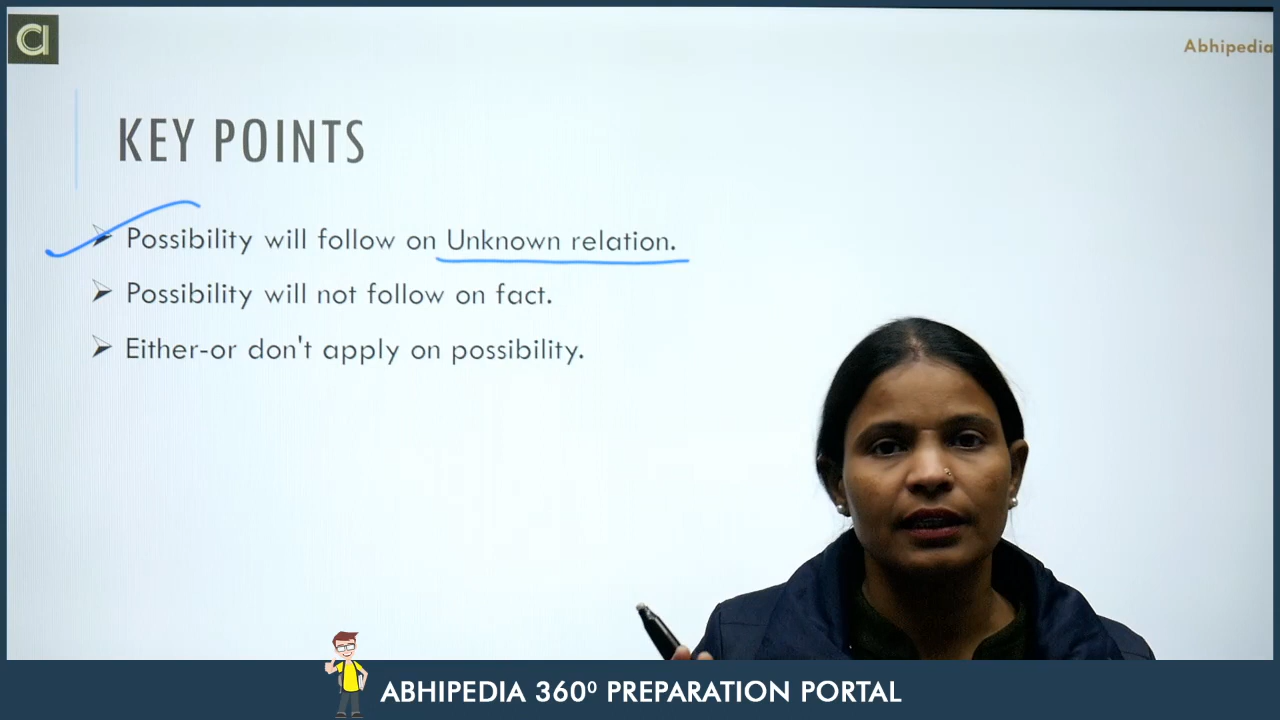 a
Abhipedia
KEY POINTS
➢ Possibility will follow on Unknown relation.
➢ Possibility will not follow on fact.
➢ Either-or don't apply on possibility.
ABHIPEDIA 360⁰ PREPARATION PORTAL